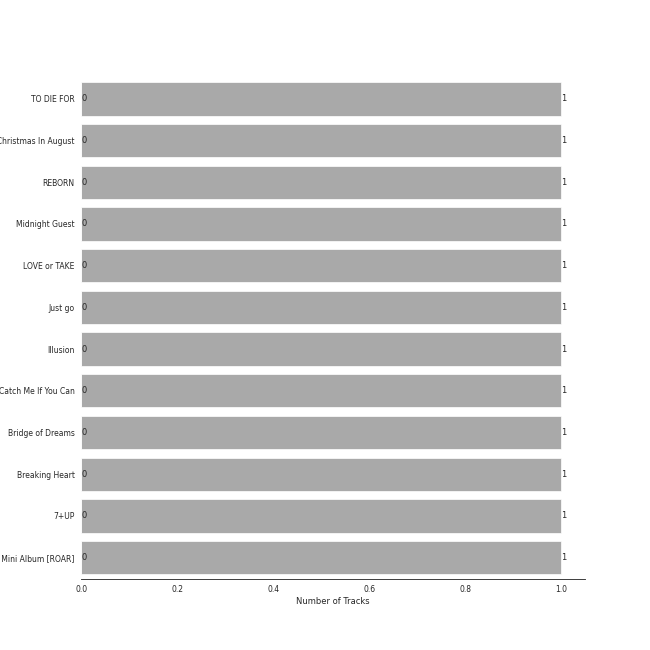 TO DIE FOR 0 1
Christmas In August 0 1
REBORN 0 1
Midnight Guest 0 1
LOVE or TAKE 0 1
Just go 0 1
Illusion 0 1
Catch Me If You Can 0 1
Bridge of Dreams 0 1
Breaking Heart 0 1
7+UP 0 1
Mini Album [ROAR] 0 1
0.0 0.2 0.4 0.6 0.8 1.0
Number of Tracks